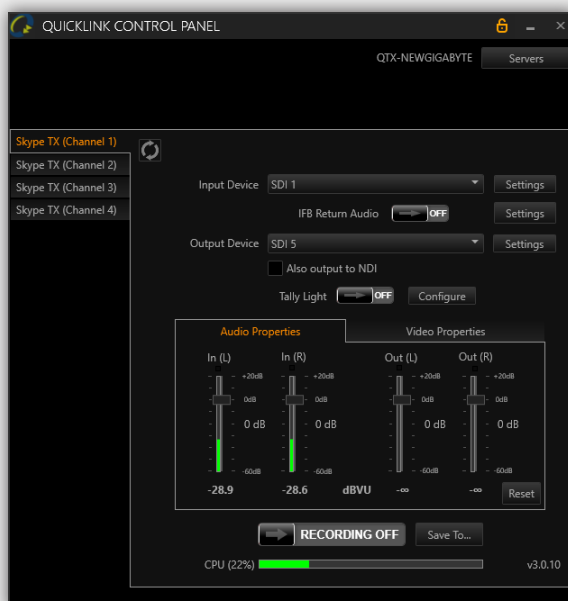 QUICKLINK CONTROL PANEL
QTX-NEWGIGABYTE Servers
Skype TX (Channel 1)
Skype TX (Channel 2)
Skype TX (Channel 3)
Skype TX (Channel 4)
Input Device SDI 1 Settings
IFB Return Audio OFF Settings
Output Device SDI 5 Settings
Also output to NDI
Tally Light OFF Configure
Audio Properties Video Properties
In (L) In (R) Out (L) Out (R)
+20dB +20dB +20dB +20dB
0dB 0dB 0dB 0dB
0 dB 0 dB 0 dB 0 dB
-60dB -60dB -60dB -60dB
-28.9 -28.6 dBVU -∞ -∞ Reset
RECORDING OFF Save To...
CPU (22%) v3.0.10